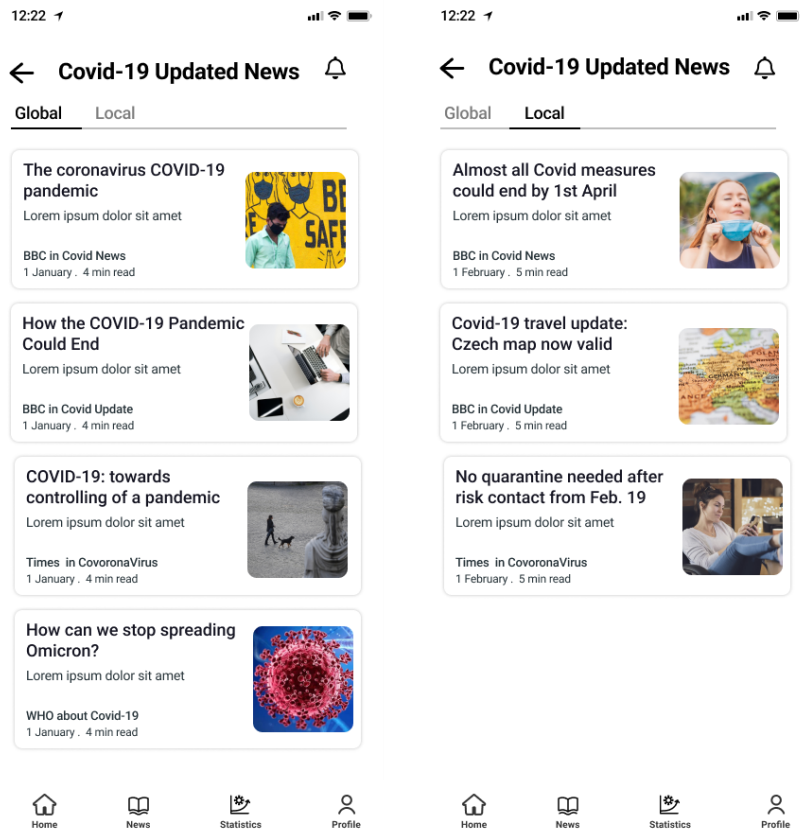 12:22
Covid-19 Updated News
Global Local
The coronavirus COVID-19
pandemic
Lorem ipsum dolor sit amet
BBC in Covid News
1 January . 4 min read
BE
SAFE
How the COVID-19 Pandemic
Could End
Lorem ipsum dolor sit amet
BBC in Covid Update
1 January . 4 min read
COVID-19: towards
controlling of a pandemic
Lorem ipsum dolor sit amet
Times in CovoronaVirus
1 January . 4 min read
How can we stop spreading
Omicron?
Lorem ipsum dolor sit amet
WHO about Covid-19
1 January . 4 min read
Home News Statistics Profile
12:22
Covid-19 Updated News
Global Local
Almost all Covid measures
could end by 1st April
Lorem ipsum dolor sit amet
BBC in Covid News
1 February . 5 min read
Covid-19 travel update:
Czech map now valid
Lorem ipsum dolor sit amet
BBC in Covid Update
1 February . 5 min read
POLAN
GERMANY
ANCE
No quarantine needed after
risk contact from Feb. 19
Lorem ipsum dolor sit amet
Times in CovoronaVirus
1 February . 5 min read
Home News Statistics Profile